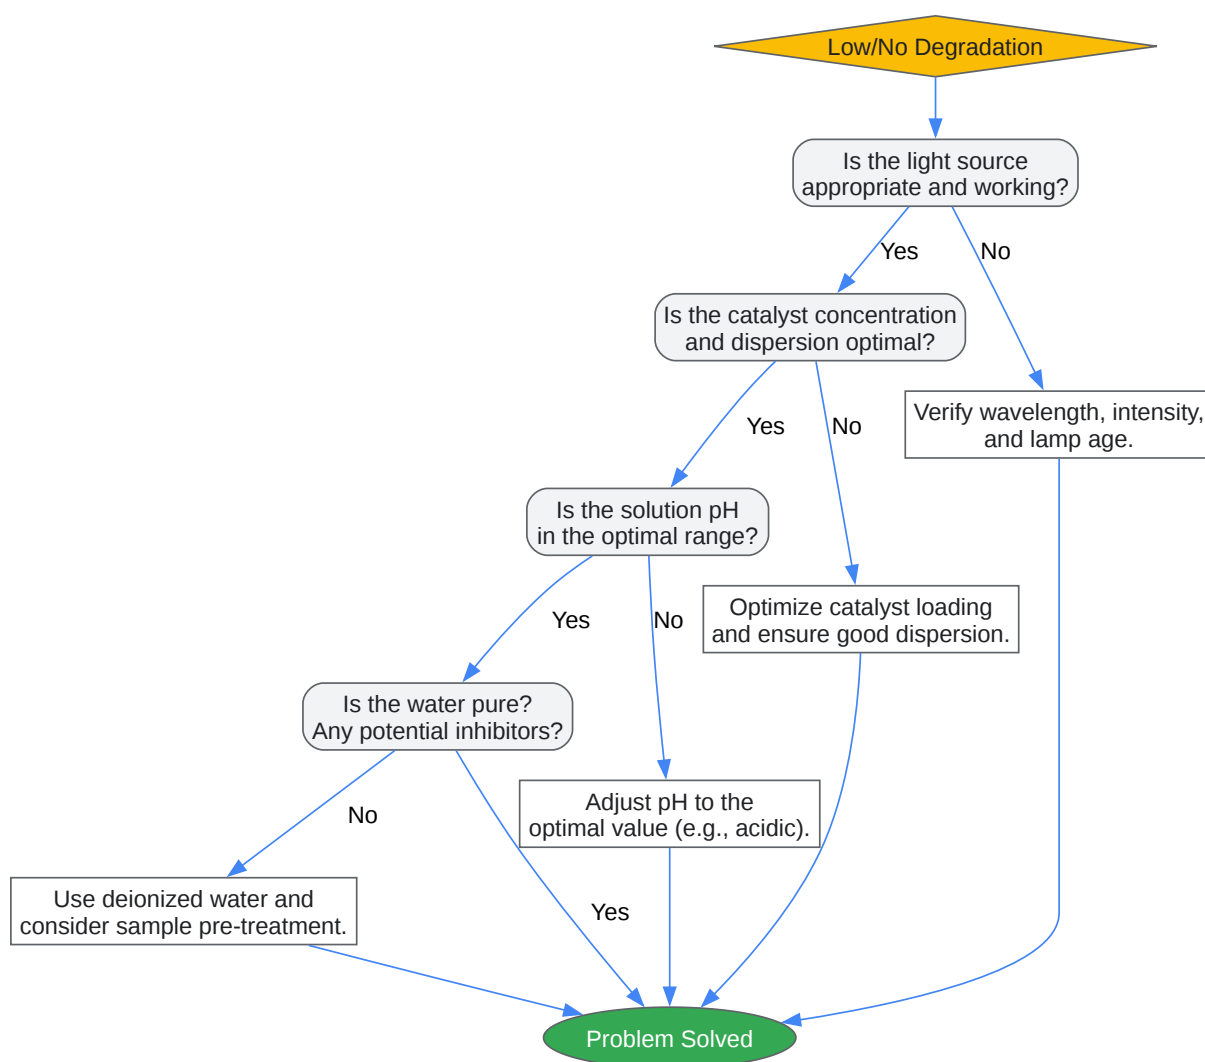 Low/No Degradation
Is the light source
appropriate and working?
Yes
No
Is the catalyst concentration
and dispersion optimal?
Verify wavelength, intensity,
and lamp age.
Yes
No
Is the solution pH
in the optimal range?
Optimize catalyst loading
and ensure good dispersion.
Yes
No
Is the water pure?
Any potential inhibitors?
Adjust pH to the
optimal value (e.g., acidic).
No
Yes
Use deionized water and
consider sample pre-treatment.
Problem Solved